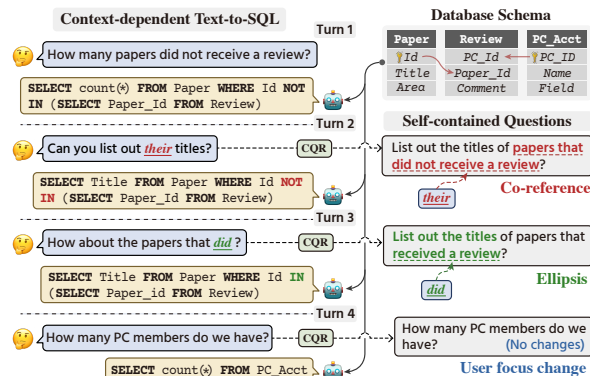 Context-dependent Text-to-SQL
Turn 1
How many papers did not receive a review?
SELECT count(*) FROM Paper WHERE Id NOT
IN (SELECT Paper_Id FROM Review)
Turn 2
Can you list out their titles?
CQR
SELECT Title FROM Paper WHERE Id NOT
IN (SELECT Paper_Id FROM Review)
Turn 3
How about the papers that did ?
CQR
SELECT Title FROM Paper WHERE Id IN
(SELECT Paper_id FROM Review)
Turn 4
How many PC members do we have?
CQR
SELECT count(*) FROM PC_Acct
Database Schema
Paper Review PC_Acct
Id PC_Id PC_ID
Title Paper_Id Name
Area Comment Field
Self-contained Questions
List out the titles of papers that
did not receive a review?
their
Co-reference
List out the titles of papers that
received a review?
did
Ellipsis
How many PC members do we
have? (No changes)
User focus change